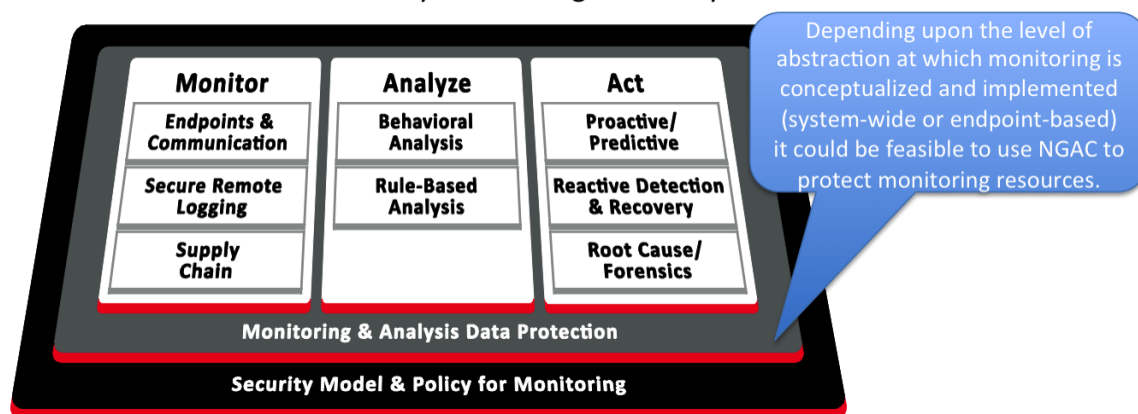 Monitor
Endpoints &
Communication
Secure Remote
Logging
Supply
Chain
Analyze
Behavioral
Analysis
Rule-Based
Analysis
Act
Proactive/
Predictive
Reactive Detection
& Recovery
Root Cause/
Forensics
Monitoring & Analysis Data Protection
Security Model & Policy for Monitoring
Depending upon the level of
abstraction at which monitoring is
conceptualized and implemented
(system-wide or endpoint-based)
it could be feasible to use NGAC to
protect monitoring resources.